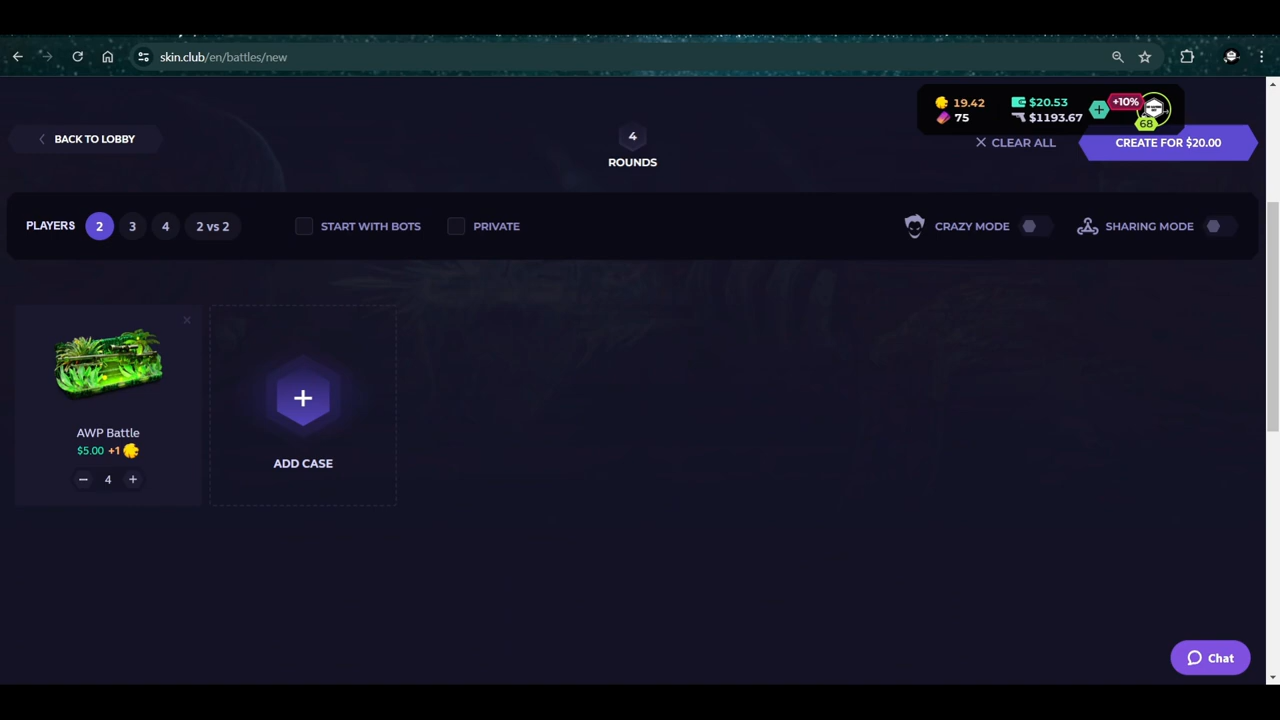 skin.club/en/battles/new
19.42
$20.53
+10%
75
$1193.67
68
BACK TO LOBBY
4
ROUNDS
CLEAR ALL
CREATE FOR $20.00
PLAYERS
2
3
4
2 vs 2
START WITH BOTS
PRIVATE
CRAZY MODE
SHARING MODE
AWP Battle
$5.00 +1
4
ADD CASE
Chat